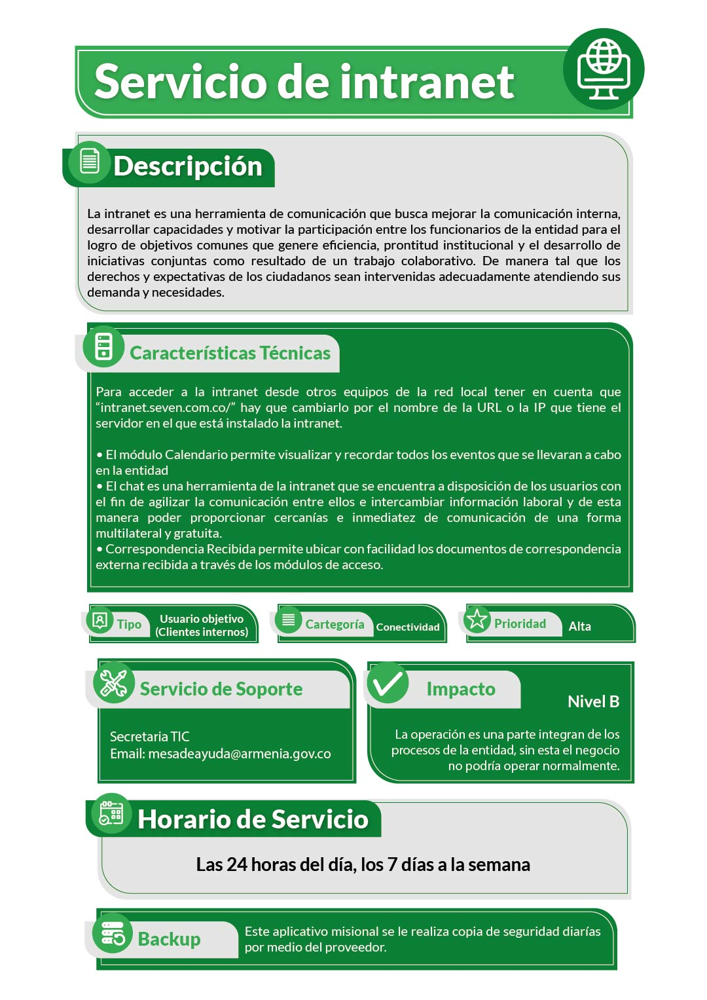 Servicio de intranet
Descripción
La intranet es una herramienta de comunicación que busca mejorar la comunicación interna,
desarrollar capacidades y motivar la participación entre los funcionarios de la entidad para el
logro de objetivos comunes que genere eficiencia, prontitud institucional y el desarrollo de
iniciativas conjuntas como resultado de un trabajo colaborativo. De manera tal que los
derechos y expectativas de los ciudadanos sean intervenidas adecuadamente atendiendo sus
demanda y necesidades.
Características Técnicas
Para acceder a la intranet desde otros equipos de la red local tener en cuenta que
“intranet.seven.com.co/” hay que cambiarlo por el nombre de la URL o la IP que tiene el
servidor en el que está instalado la intranet.
• El módulo Calendario permite visualizar y recordar todos los eventos que se llevaran a cabo
en la entidad
• El chat es una herramienta de la intranet que se encuentra a disposición de los usuarios con
el fin de agilizar la comunicación entre ellos e intercambiar información laboral y de esta
manera poder proporcionar cercanías e inmediatez de comunicación de una forma
multilateral y gratuita.
• Correspondencia Recibida permite ubicar con facilidad los documentos de correspondencia
externa recibida a través de los módulos de acceso.
Tipo
Usuario objetivo
(Clientes internos)
Cartegoría
Conectividad
Prioridad
Alta
Servicio de Soporte
Secretaria TIC
Email: mesadeayuda@armenia.gov.co
Impacto
Nivel B
La operación es una parte integran de los
procesos de la entidad, sin esta el negocio
no podría operar normalmente.
Horario de Servicio
Las 24 horas del día, los 7 días a la semana
Backup
Este aplicativo misional se le realiza copia de seguridad diarías
por medio del proveedor.